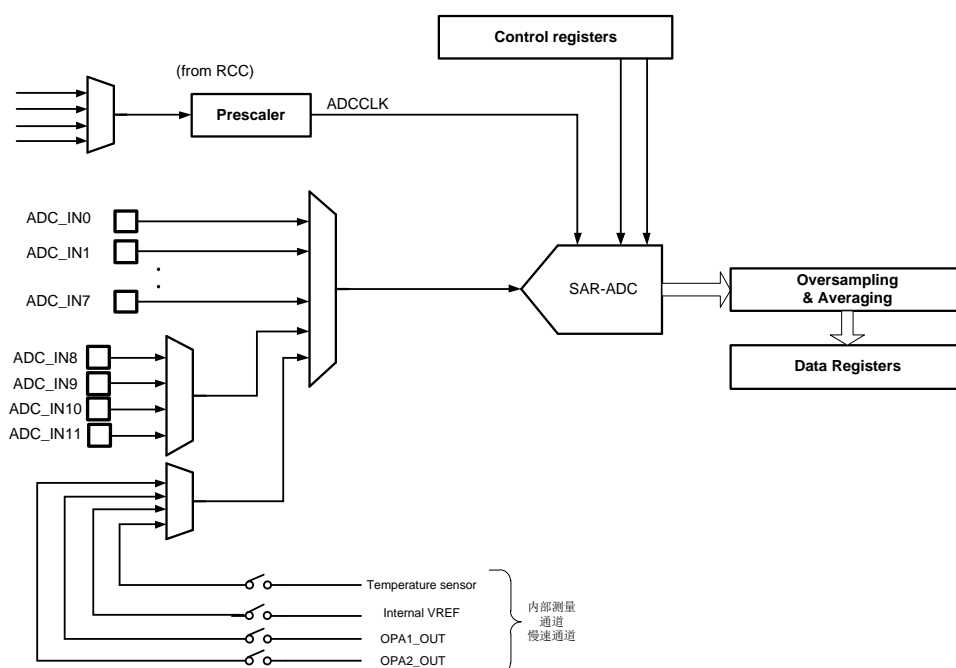 Control registers
(from RCC)
Prescaler
ADCCLK
ADC_IN0
ADC_IN1
ADC_IN7
SAR-ADC
Oversampling
& Averaging
Data Registers
ADC_IN8
ADC_IN9
ADC_IN10
ADC_IN11
Temperature sensor
Internal VREF
OPA1_OUT
OPA2_OUT
内部测量
通道
慢速通道